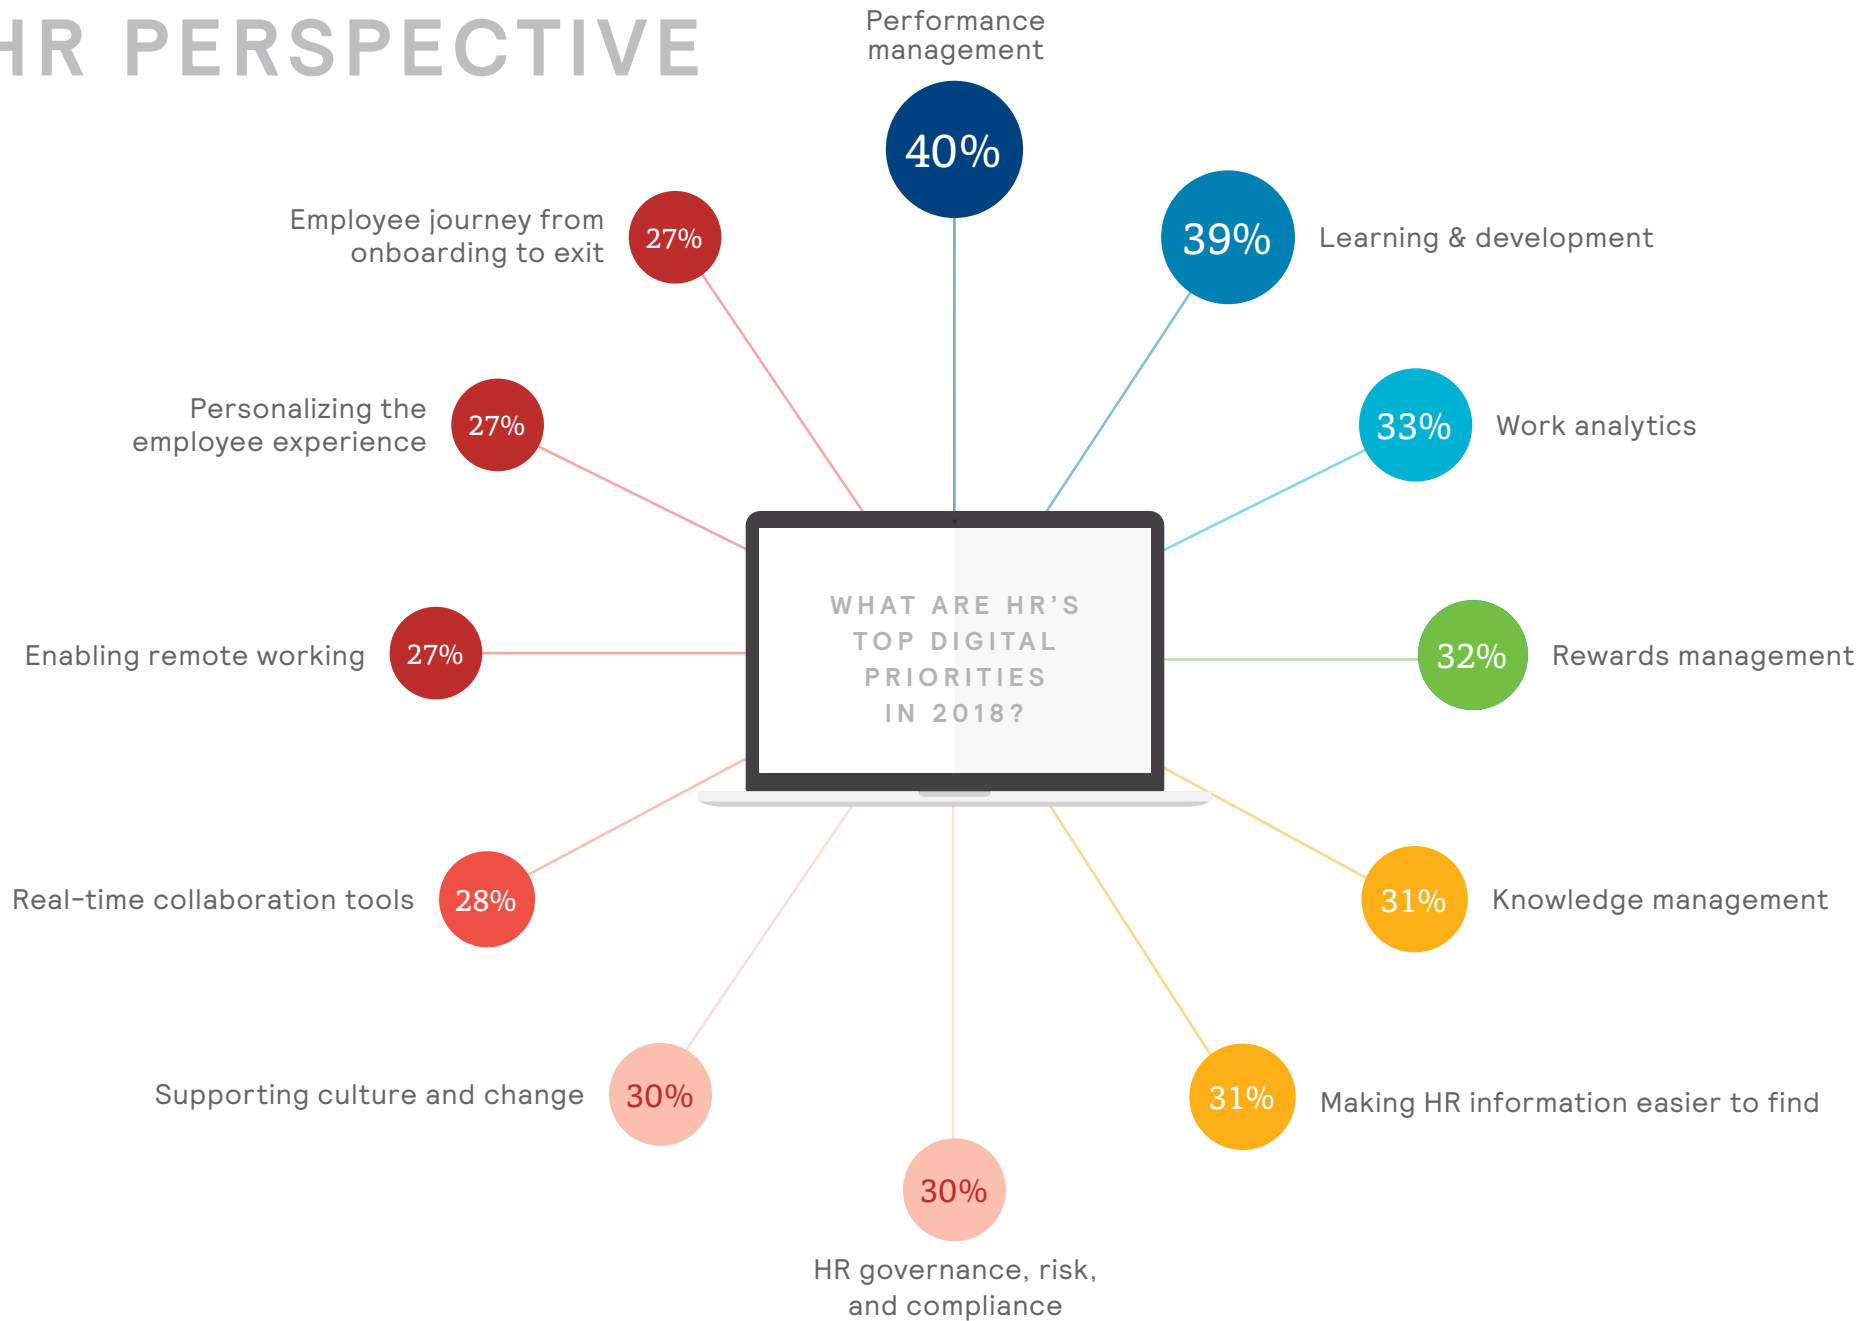 HR PERSPECTIVE
Performance
management
40%
39%
Learning & development
33%
Work analytics
32%
Rewards management
31%
Knowledge management
31%
Making HR information easier to find
30%
HR governance, risk,
and compliance
Supporting culture and change
30%
Real-time collaboration tools
28%
Enabling remote working
27%
Personalizing the
employee experience
27%
Employee journey from
onboarding to exit
27%
WHAT ARE HR’S
TOP DIGITAL
PRIORITIES
IN 2018?